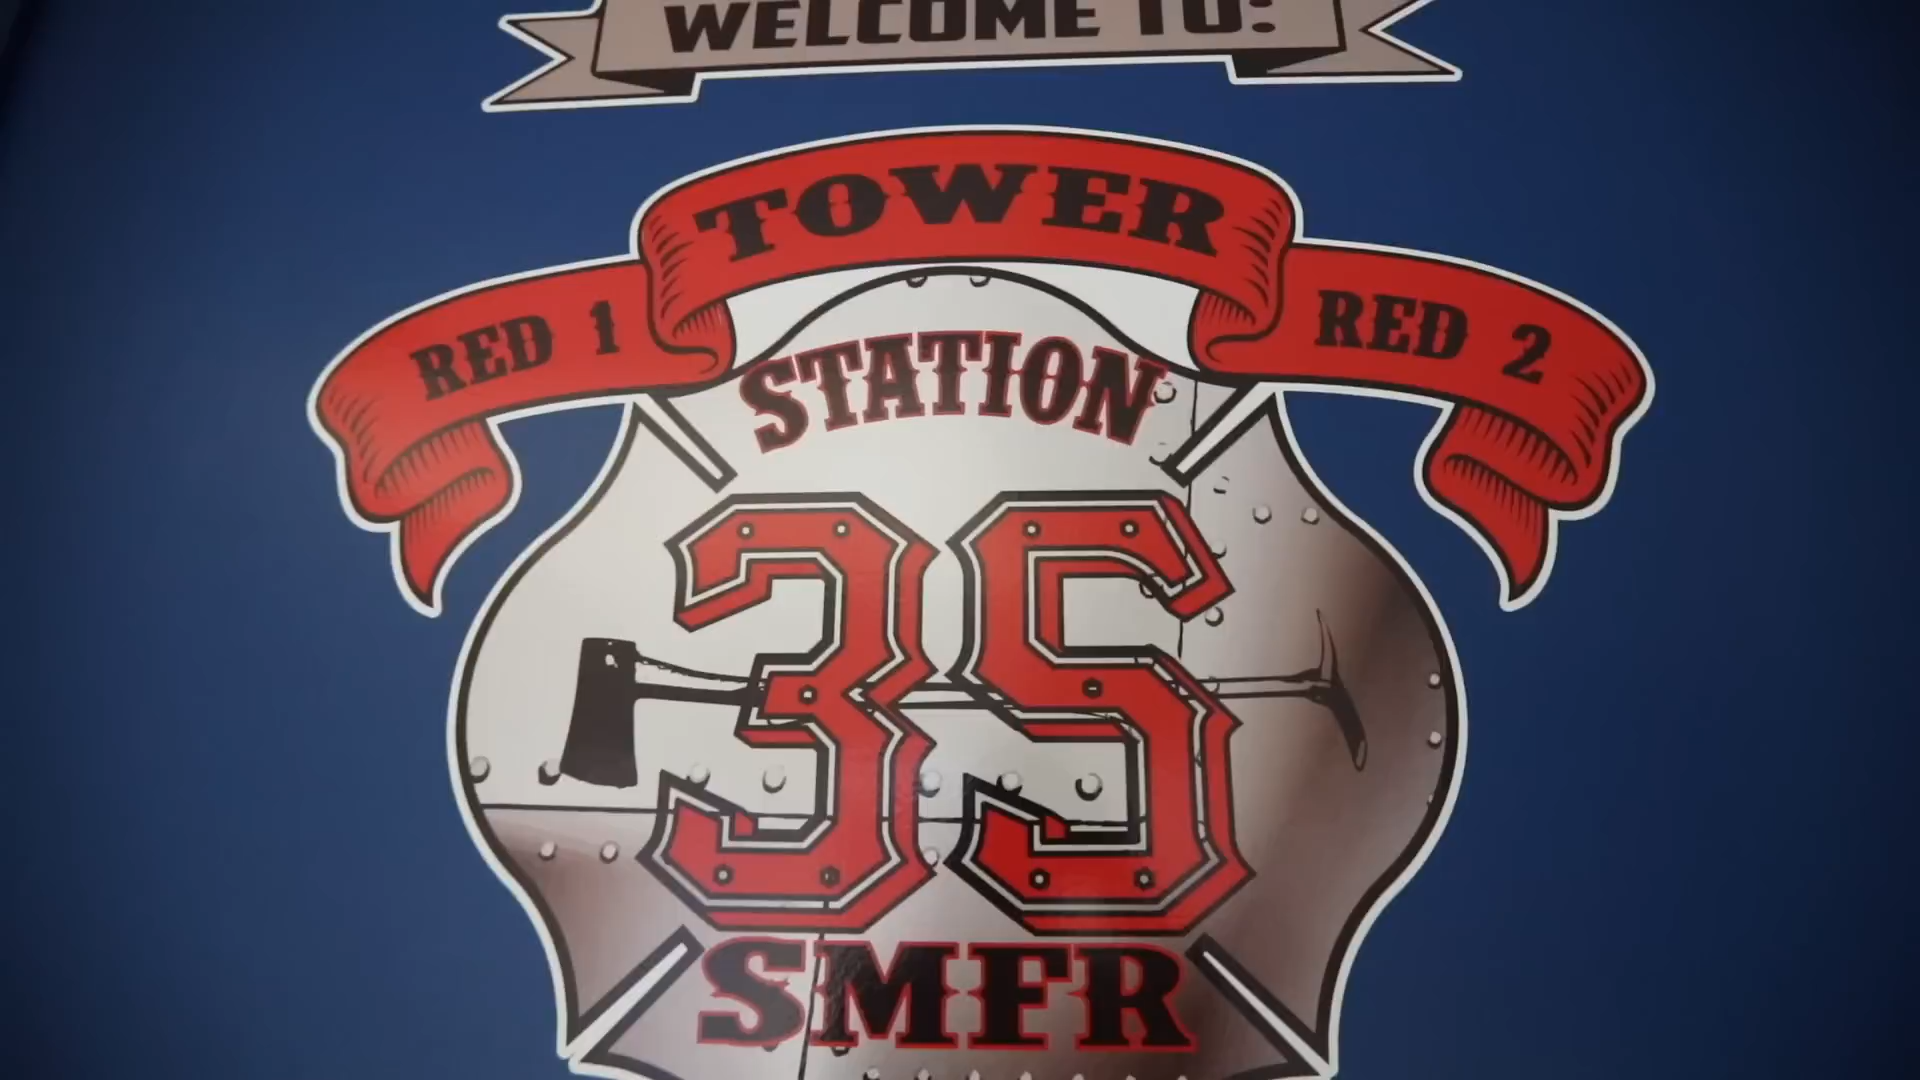 WELCOME TO:
TOWER
RED 1
RED 2
STATION
35
SMFR